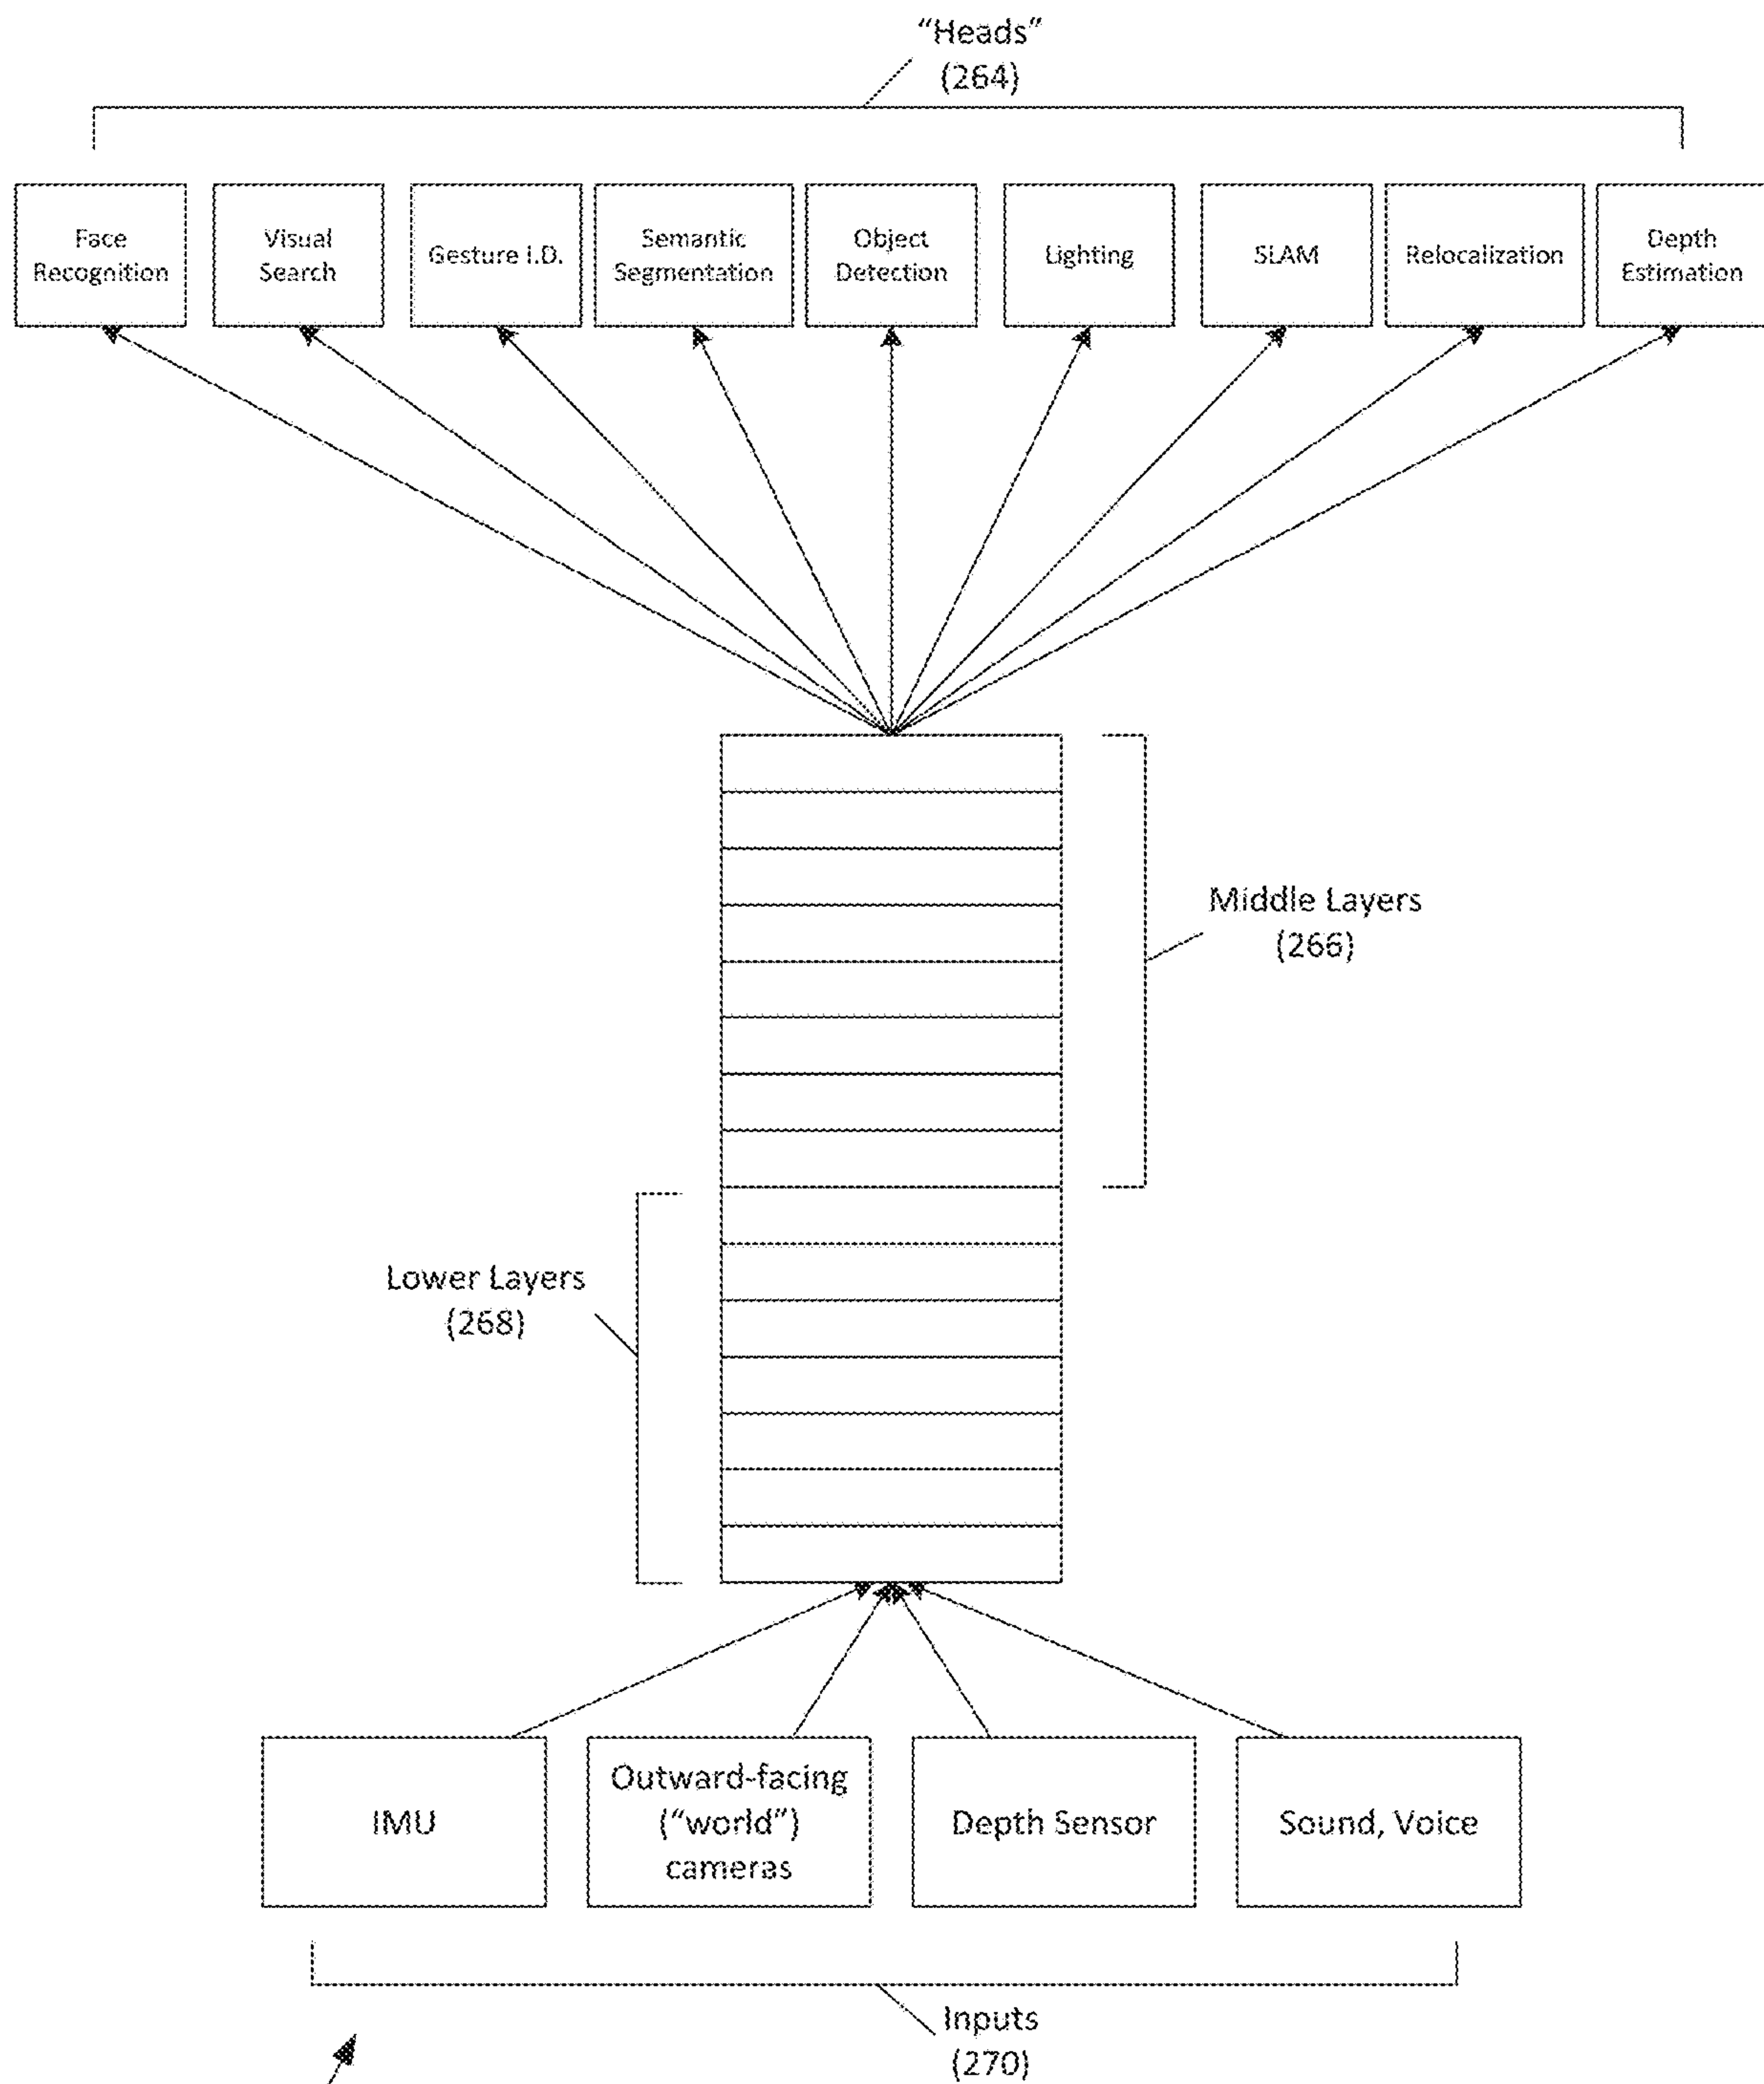 “Heads”
(264)
Face
Recognition
Visual
Search
Gesture I.D.
Semantic
Segmentation
Object
Detection
Lighting
SLAM
Relocalization
Depth
Estimation
Middle Layers
(266)
Lower Layers
(268)
IMU
Outward-facing
(“world”)
cameras
Depth Sensor
Sound, Voice
Inputs
(270)